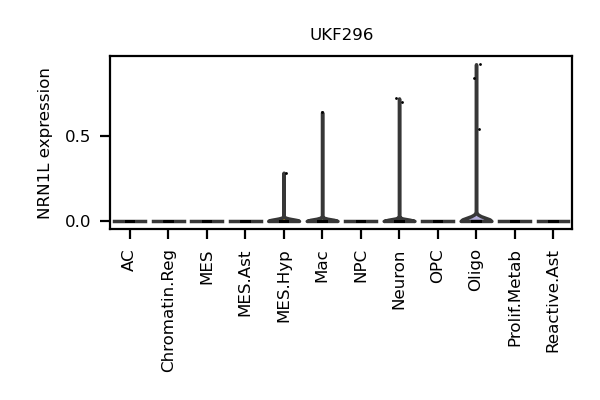 UKF296
NRN1L expression
0.5
0.0
AC
Chromatin.Reg
MES
MES.Ast
MES.Hyp
Mac
NPC
Neuron
OPC
Oligo
Prolif.Metab
Reactive.Ast